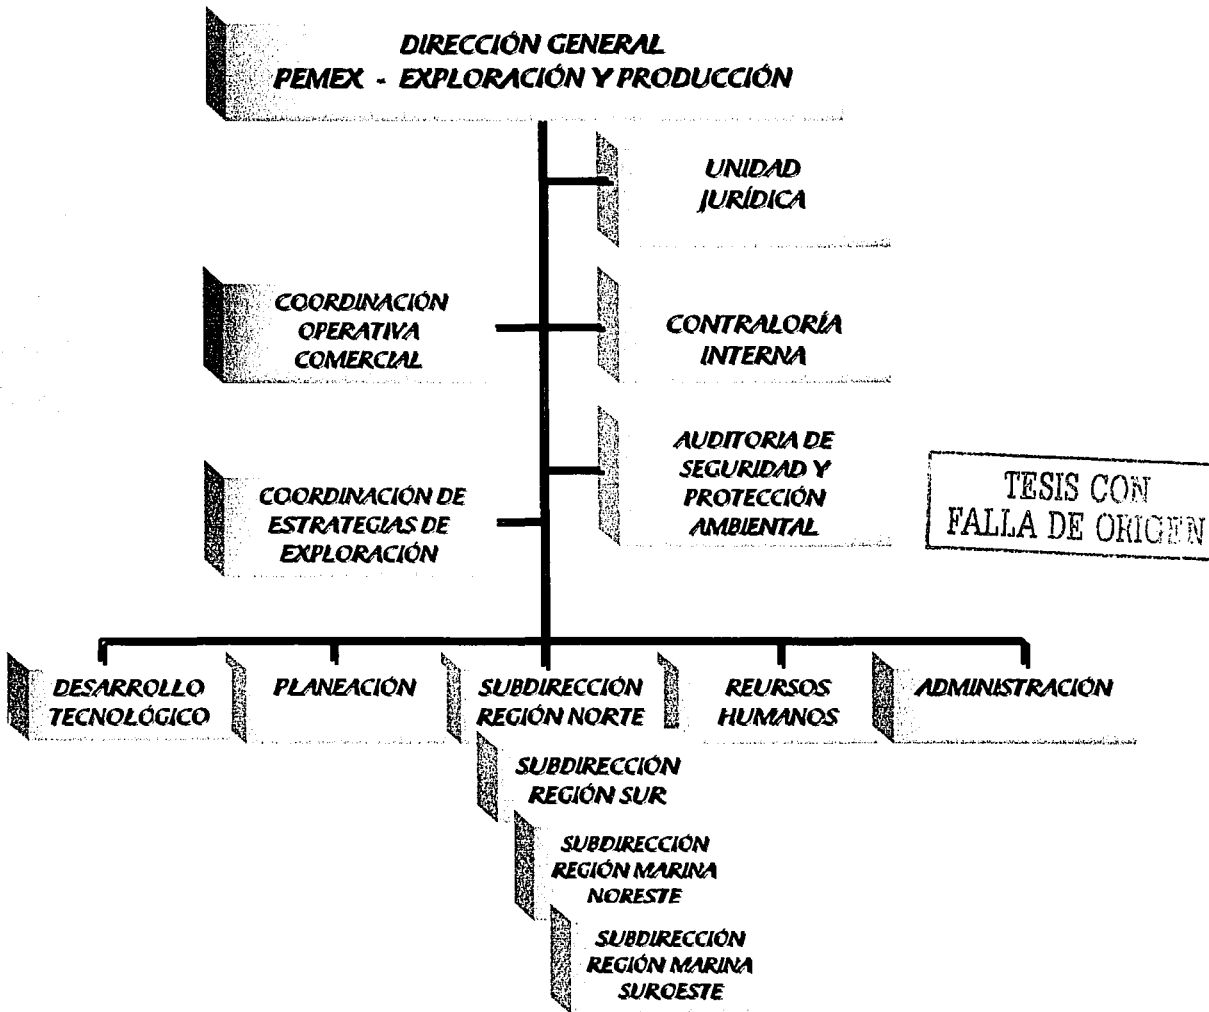 DIRECCIÓN GENERAL
PEMEX - EXPLORACIÓN Y PRODUCCIÓN
UNIDAD
JURÍDICA
COORDINACIÓN
OPERATIVA
COMERCIAL
CONTRALORÍA
INTERNA
AUDITORIA DE
SEGURIDAD Y
PROTECCIÓN
AMBIENTAL
COORDINACIÓN DE
ESTRATEGIAS DE
EXPLORACIÓN
TESIS CON
FALLA DE ORIGEN
DESARROLLO
TECNOLÓGICO
PLANEACIÓN
SUBDIRECCIÓN
REGIÓN NORTE
REURSOS
HUMANOS
ADMINISTRACIÓN
SUBDIRECCIÓN
REGIÓN SUR
SUBDIRECCIÓN
REGIÓN MARINA
NORESTE
SUBDIRECCIÓN
REGIÓN MARINA
SUROESTE